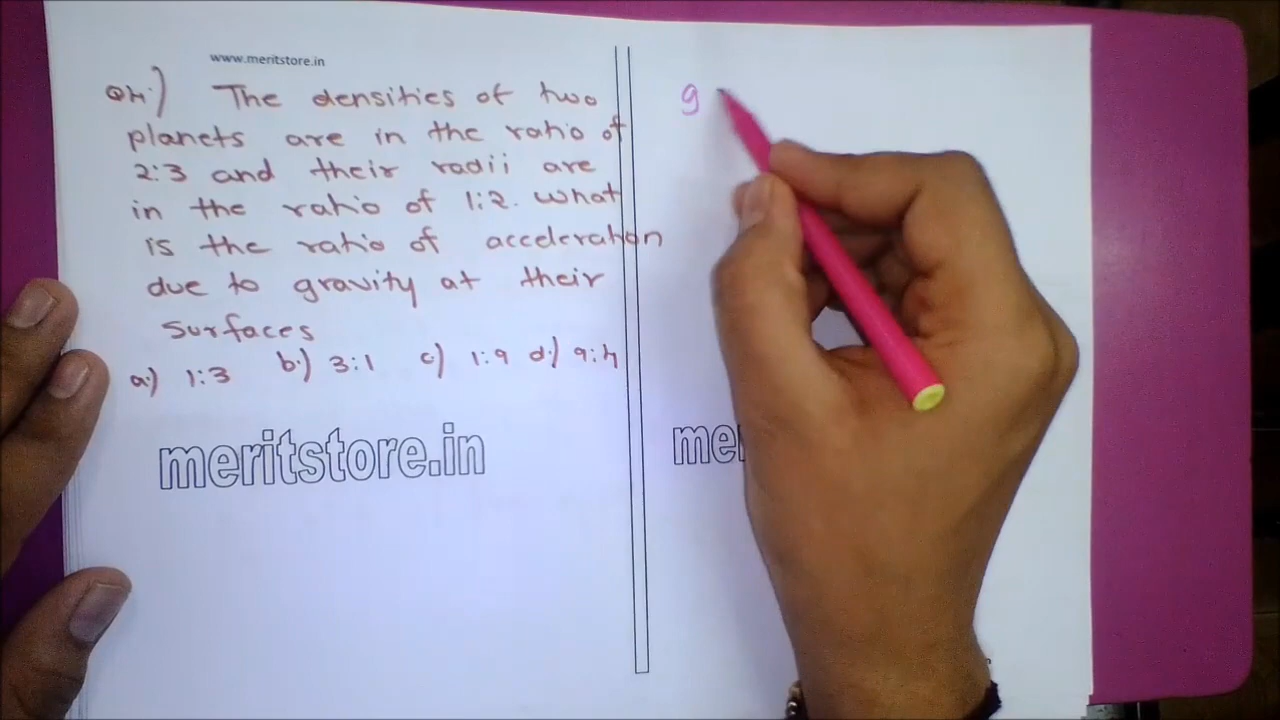 www.meritstore.in
Q4.) The densities of two
planets are in the ratio of
2:3 and their radii are
in the ratio of 1:2. what
is the ratio of acceleration
due to gravity at their
surfaces
a.) 1:3 b.) 3:1 c.) 1:9 d.) 9:4
meritstore.in
g
me